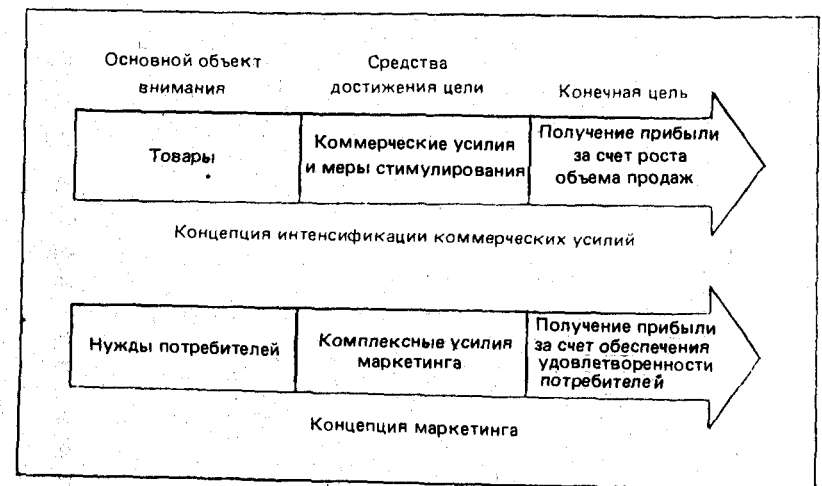 Основной объект
внимания
Средства
достижения цели
Конечная цель
Товары
Коммерческие усилия
и меры стимулирования
Получение прибыли
за счет роста
объема продаж
Концепция интенсификации коммерческих усилий
Нужды потребителей
Комплексные усилия
маркетинга
Получение прибыли
за счет обеспечения
удовлетворенности
потребителей
Концепция маркетинга